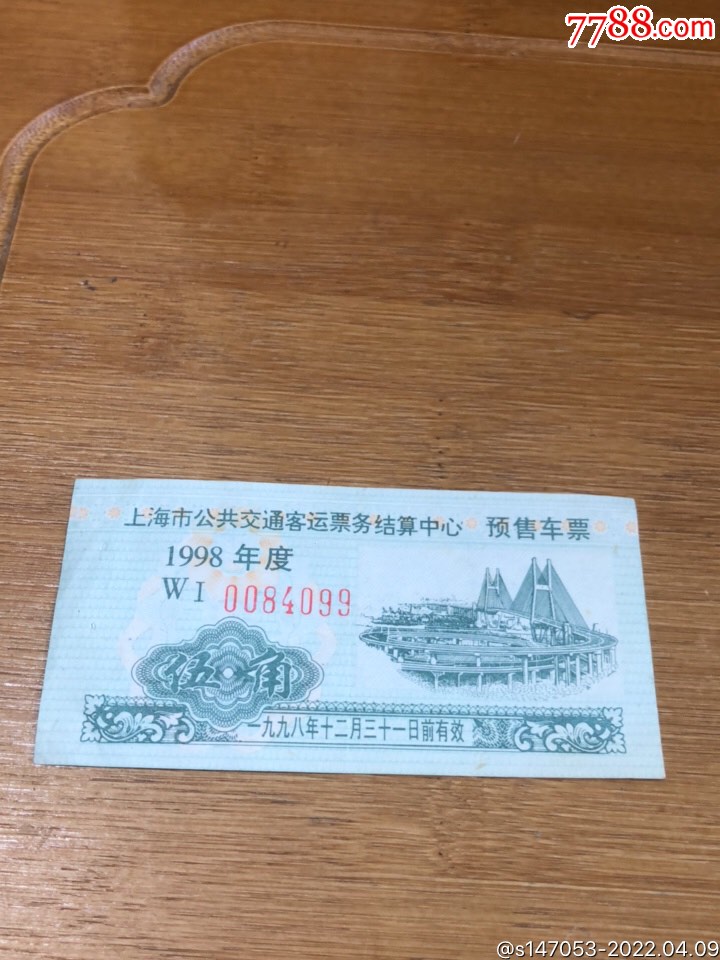 7788.com
上海市公共交通客运票务结算中心 预售车票
1998 年度
WI 0084099
伍角
一九九八年十二月三十一日前有效
@s147053-2022.04.09